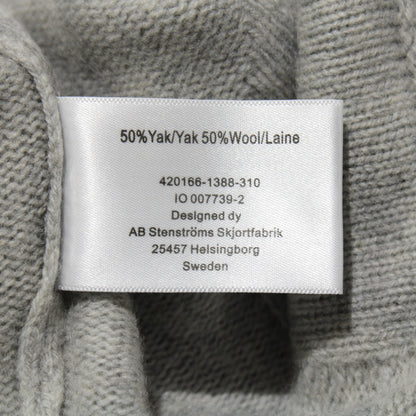 50%Yak/Yak 50%Wool/Laine
420166-1388-310
IO 007739-2
Designed dy
AB Stenströms Skjortfabrik
25457 Helsingborg
Sweden